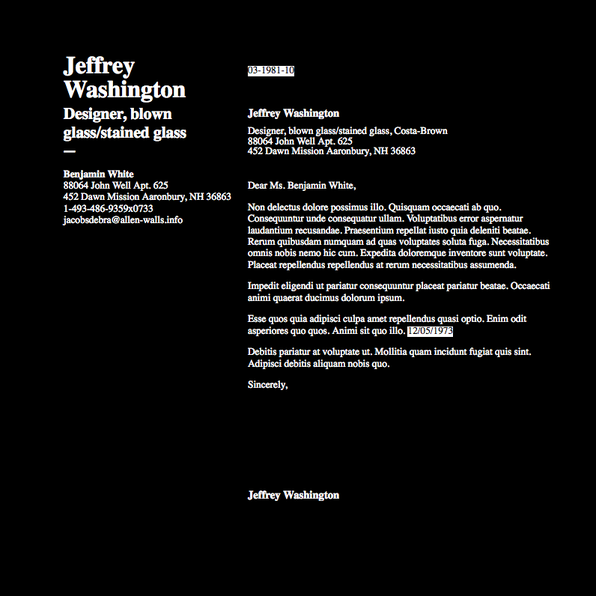 Jeffrey
Washington
Designer, blown
glass/stained glass
—
Benjamin White
88064 John Well Apt. 625
452 Dawn Mission Aaronbury, NH 36863
1-493-486-9359x0733
jacobsdebra@allen-walls.info
03-1981-10
Jeffrey Washington
Designer, blown glass/stained glass, Costa-Brown
88064 John Well Apt. 625
452 Dawn Mission Aaronbury, NH 36863
Dear Ms. Benjamin White,
Non delectus dolore possimus illo. Quisquam occaecati ab quo.
Consequuntur unde consequatur ullam. Voluptatibus error aspernatur
laudantium recusandae. Praesentium repellat iusto quia deleniti beatae.
Rerum quibusdam numquam ad quas voluptates soluta fuga. Necessitatibus
omnis nobis nemo hic cum. Expedita doloremque inventore sunt voluptate.
Placeat repellendus repellendus at rerum necessitatibus assumenda.
Impedit eligendi ut pariatur consequuntur placeat pariatur beatae. Occaecati
animi quaerat ducimus dolorum ipsum.
Esse quos quia adipisci culpa amet repellendus quasi optio. Enim odit
asperiores quo quos. Animi sit quo illo. 12/05/1973
Debitis pariatur at voluptate ut. Mollitia quam incidunt fugiat quis sint.
Adipisci debitis aliquam nobis quo.
Sincerely,
Jeffrey Washington